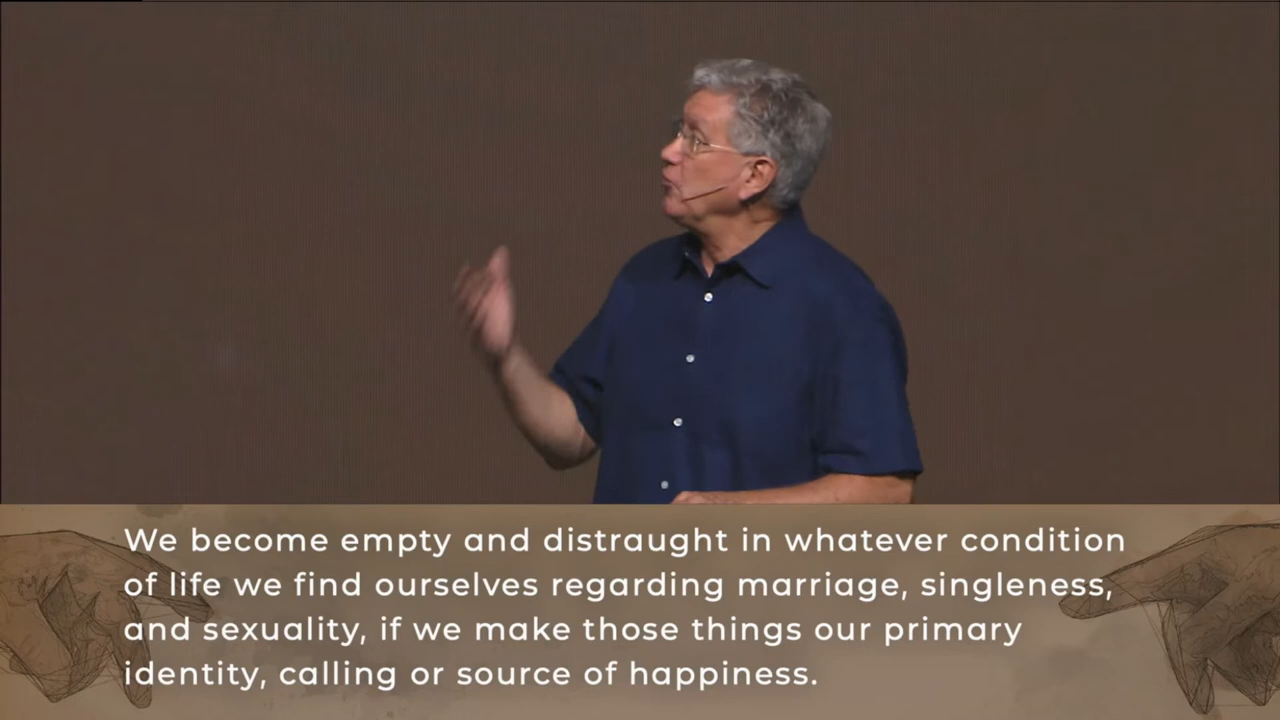 We become empty and distraught in whatever condition
of life we find ourselves regarding marriage, singleness,
and sexuality, if we make those things our primary
identity, calling or source of happiness.